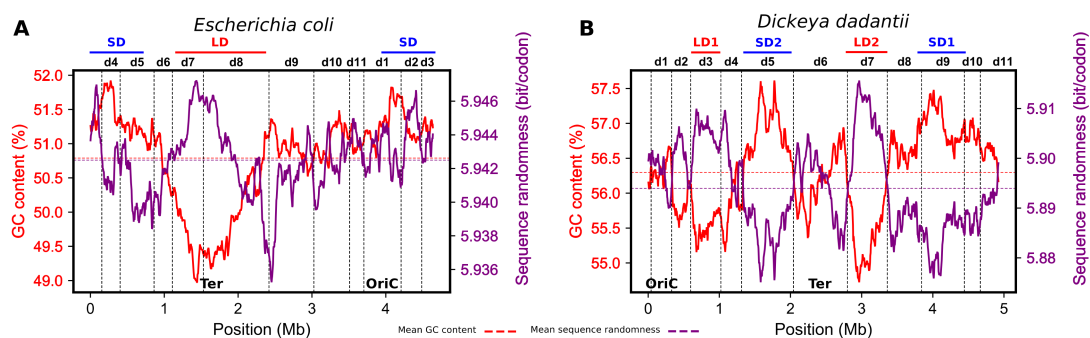 A
Escherichia coli
SD
LD
SD
d4 d5 d6 d7 d8 d9 d10 d11 d1 d2 d3
52.0
51.5
51.0
50.5
50.0
49.5
49.0
GC content (%)
5.946
5.944
5.942
5.940
5.938
5.936
Sequence randomness (bit/codon)
Ter
OriC
0 1 2 3 4
Position (Mb)
B
Dickeya dadantii
LD1
SD2
LD2
SD1
d1 d2 d3 d4 d5 d6 d7 d8 d9 d10 d11
57.5
57.0
56.5
56.0
55.5
55.0
GC content (%)
5.91
5.90
5.89
5.88
Sequence randomness (bit/codon)
OriC
Ter
0 1 2 3 4 5
Position (Mb)
Mean GC content
Mean sequence randomness